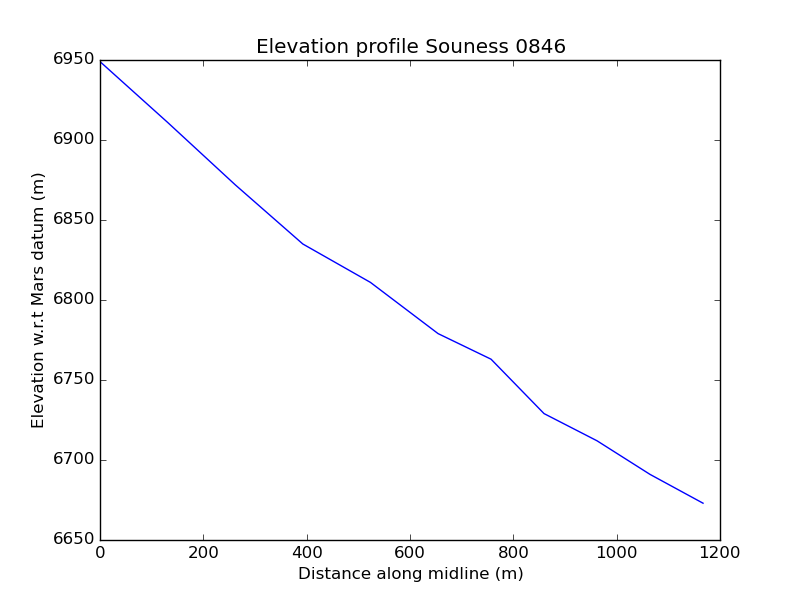 Elevation profile Souness 0846
Elevation w.r.t Mars datum (m)
6950
6900
6850
6800
6750
6700
6650
0 200 400 600 800 1000 1200
Distance along midline (m)